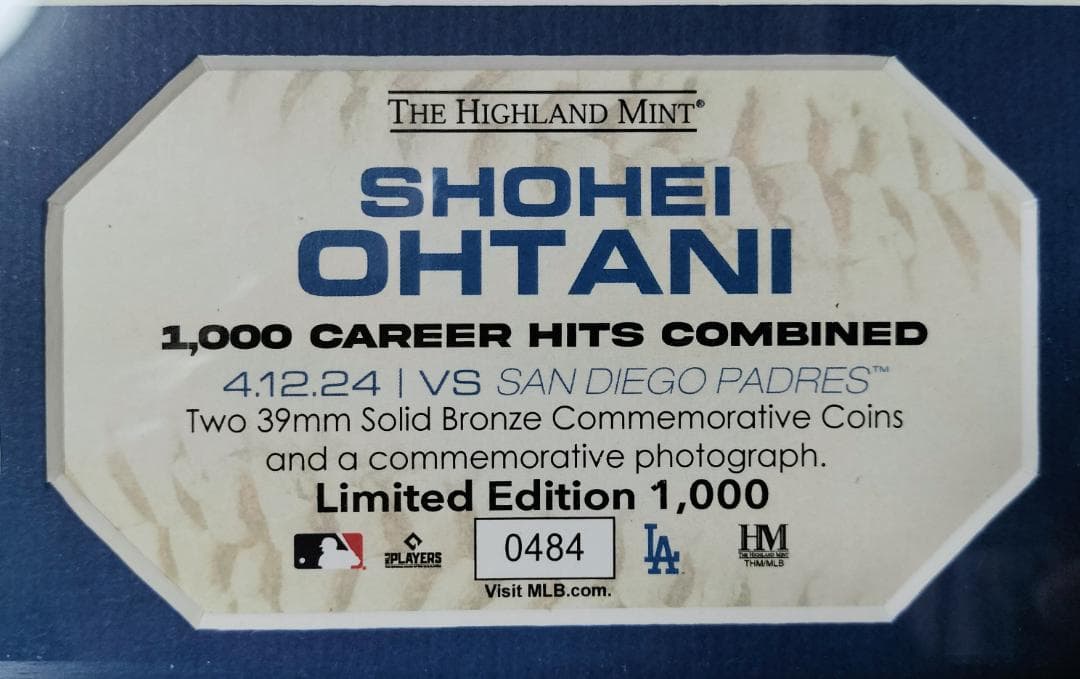 THE HIGHLAND MINT®
SHOHEI
OHTANI
1,000 CAREER HITS COMBINED
4.12.24 | VS SAN DIEGO PADRES™
Two 39mm Solid Bronze Commemorative Coins
and a commemorative photograph.
Limited Edition 1,000
PLAYERS
0484
LA
HM
THE HIGHLAND MINT
THM/MLB
Visit MLB.com.